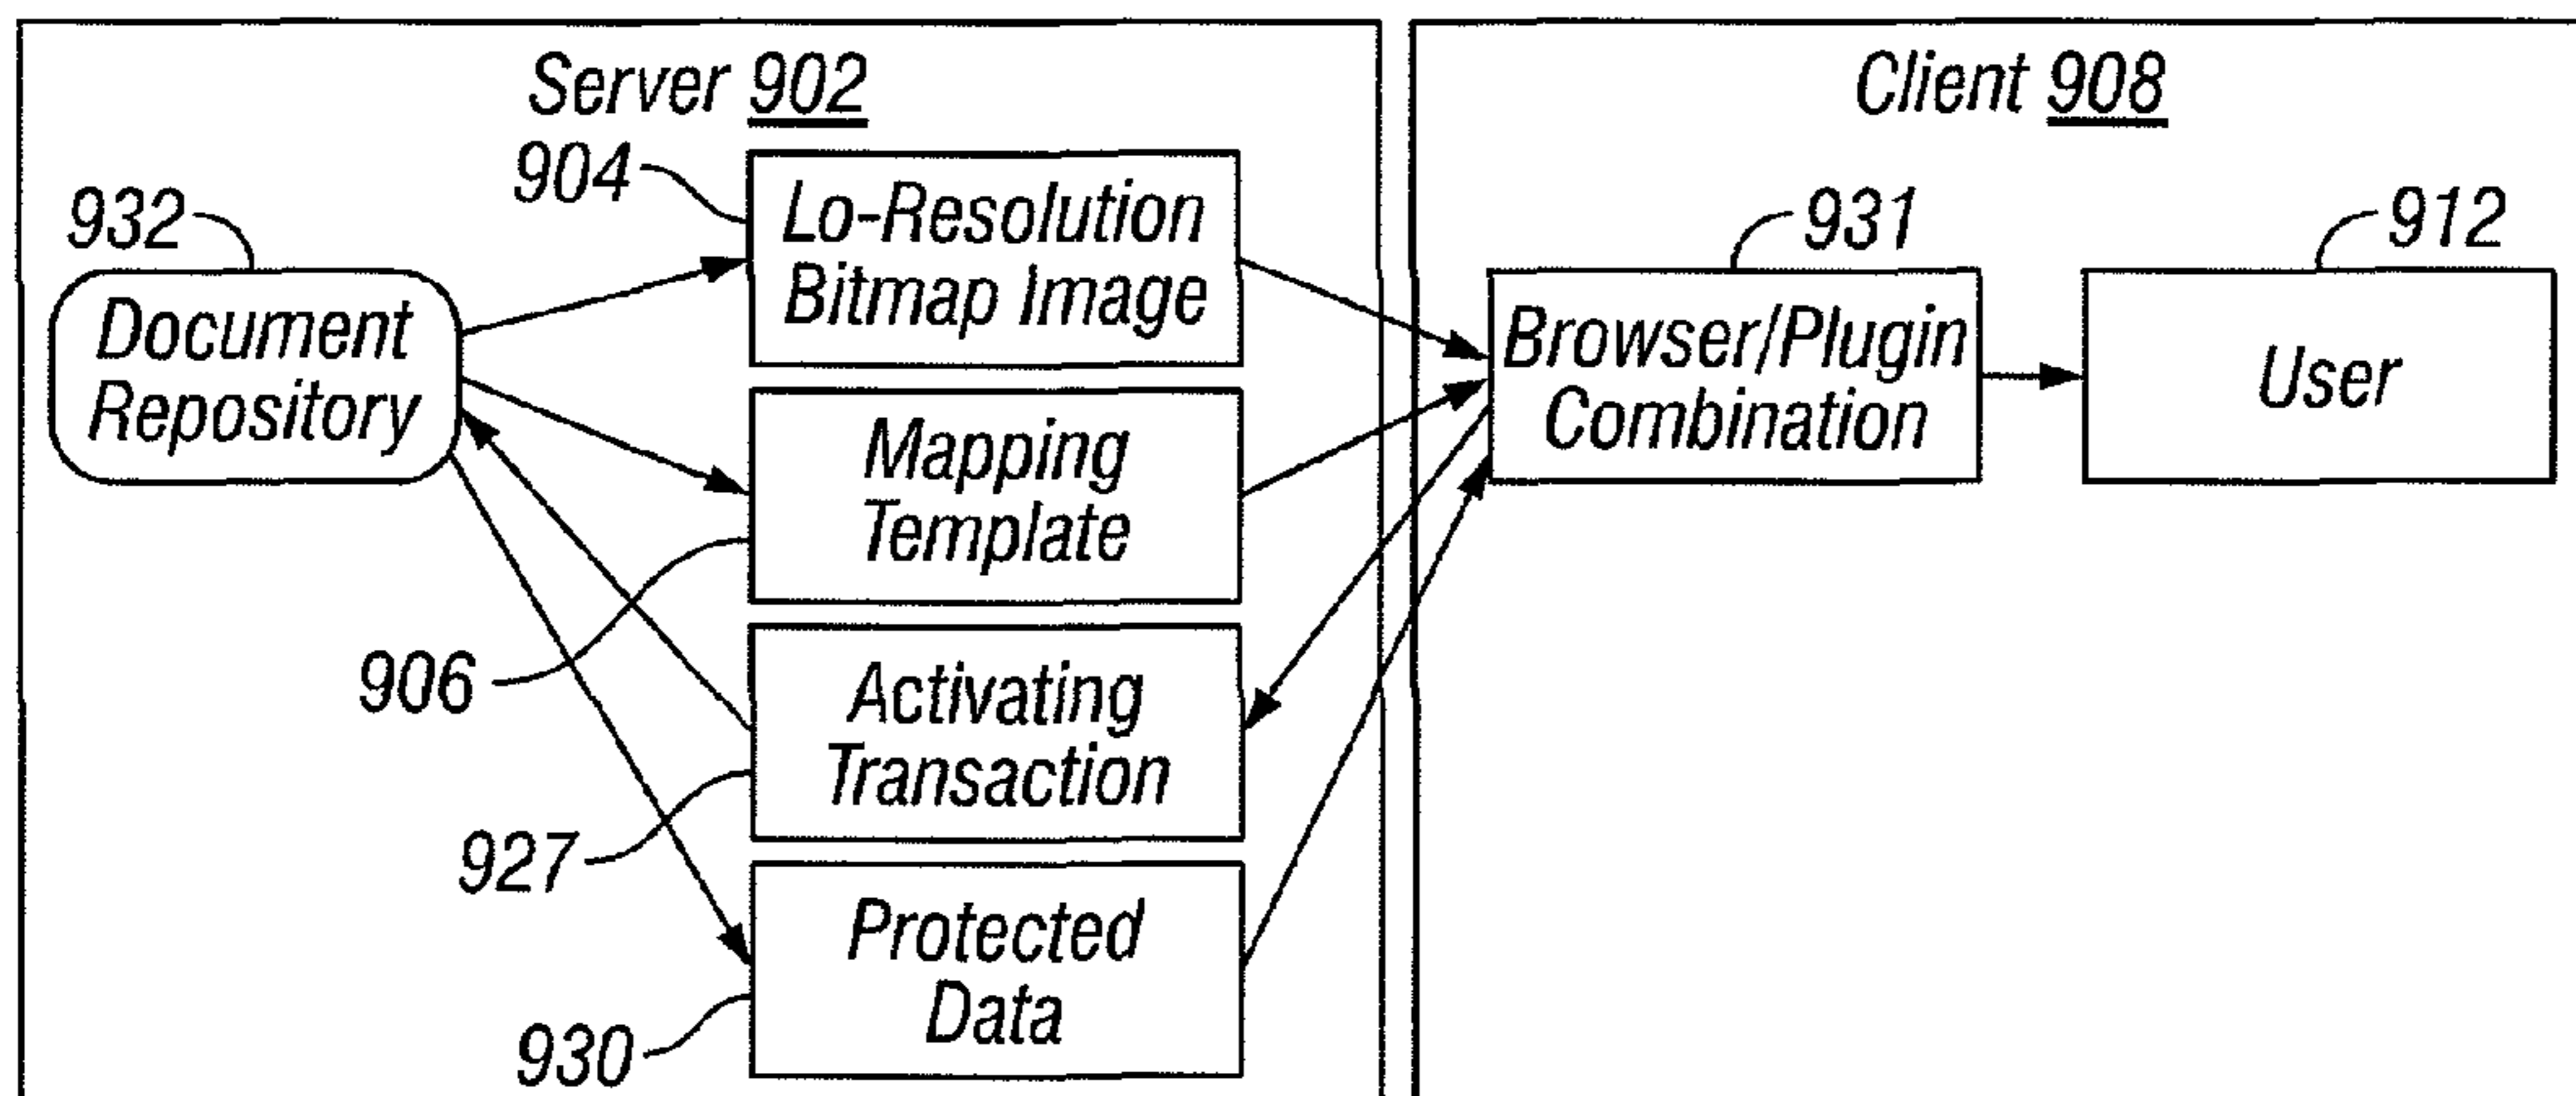 Server 902
Client 908
904
Lo-Resolution
Bitmap Image
932
Document
Repository
931
Browser/Plugin
Combination
912
User
Mapping
Template
906
Activating
Transaction
927
Protected
Data
930